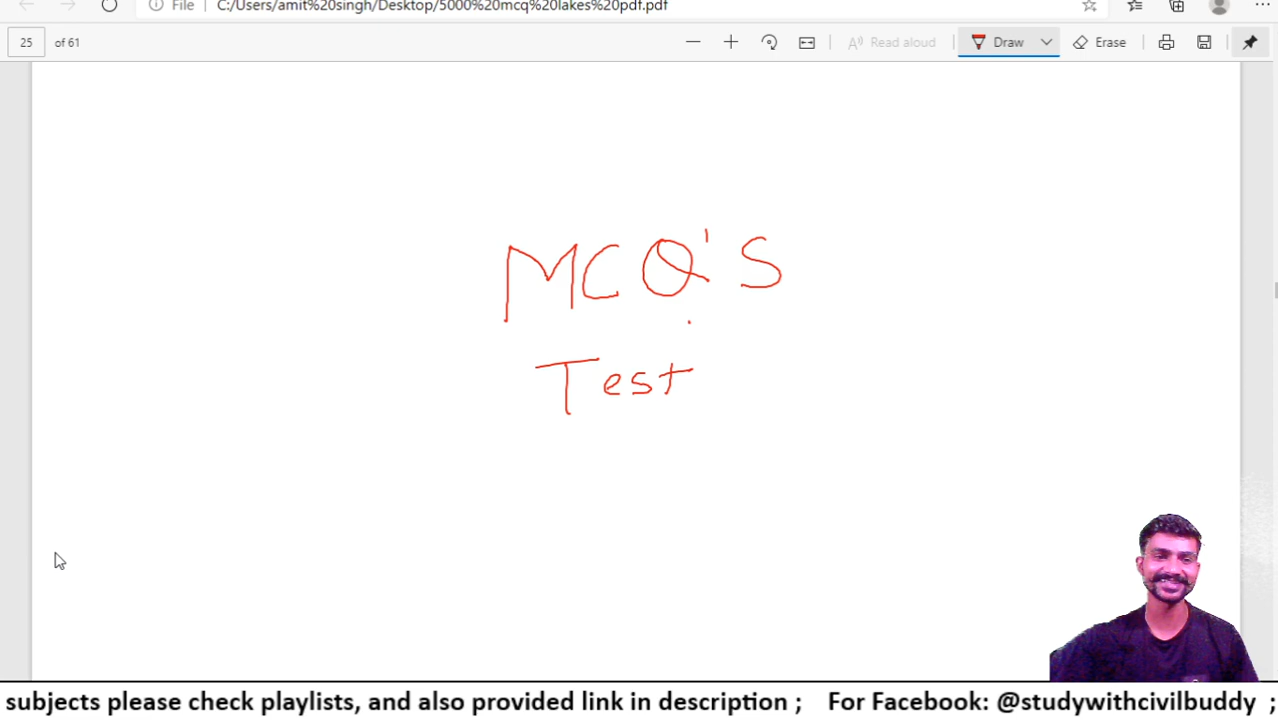 File C:/Users/amit%20singh/Desktop/5000%20mcq%20lakes%20pdf.pdf
25 of 61 Read aloud Draw Erase
MCQ'S
Test
subjects please check playlists, and also provided link in description ; For Facebook: @studywithcivilbuddy ;